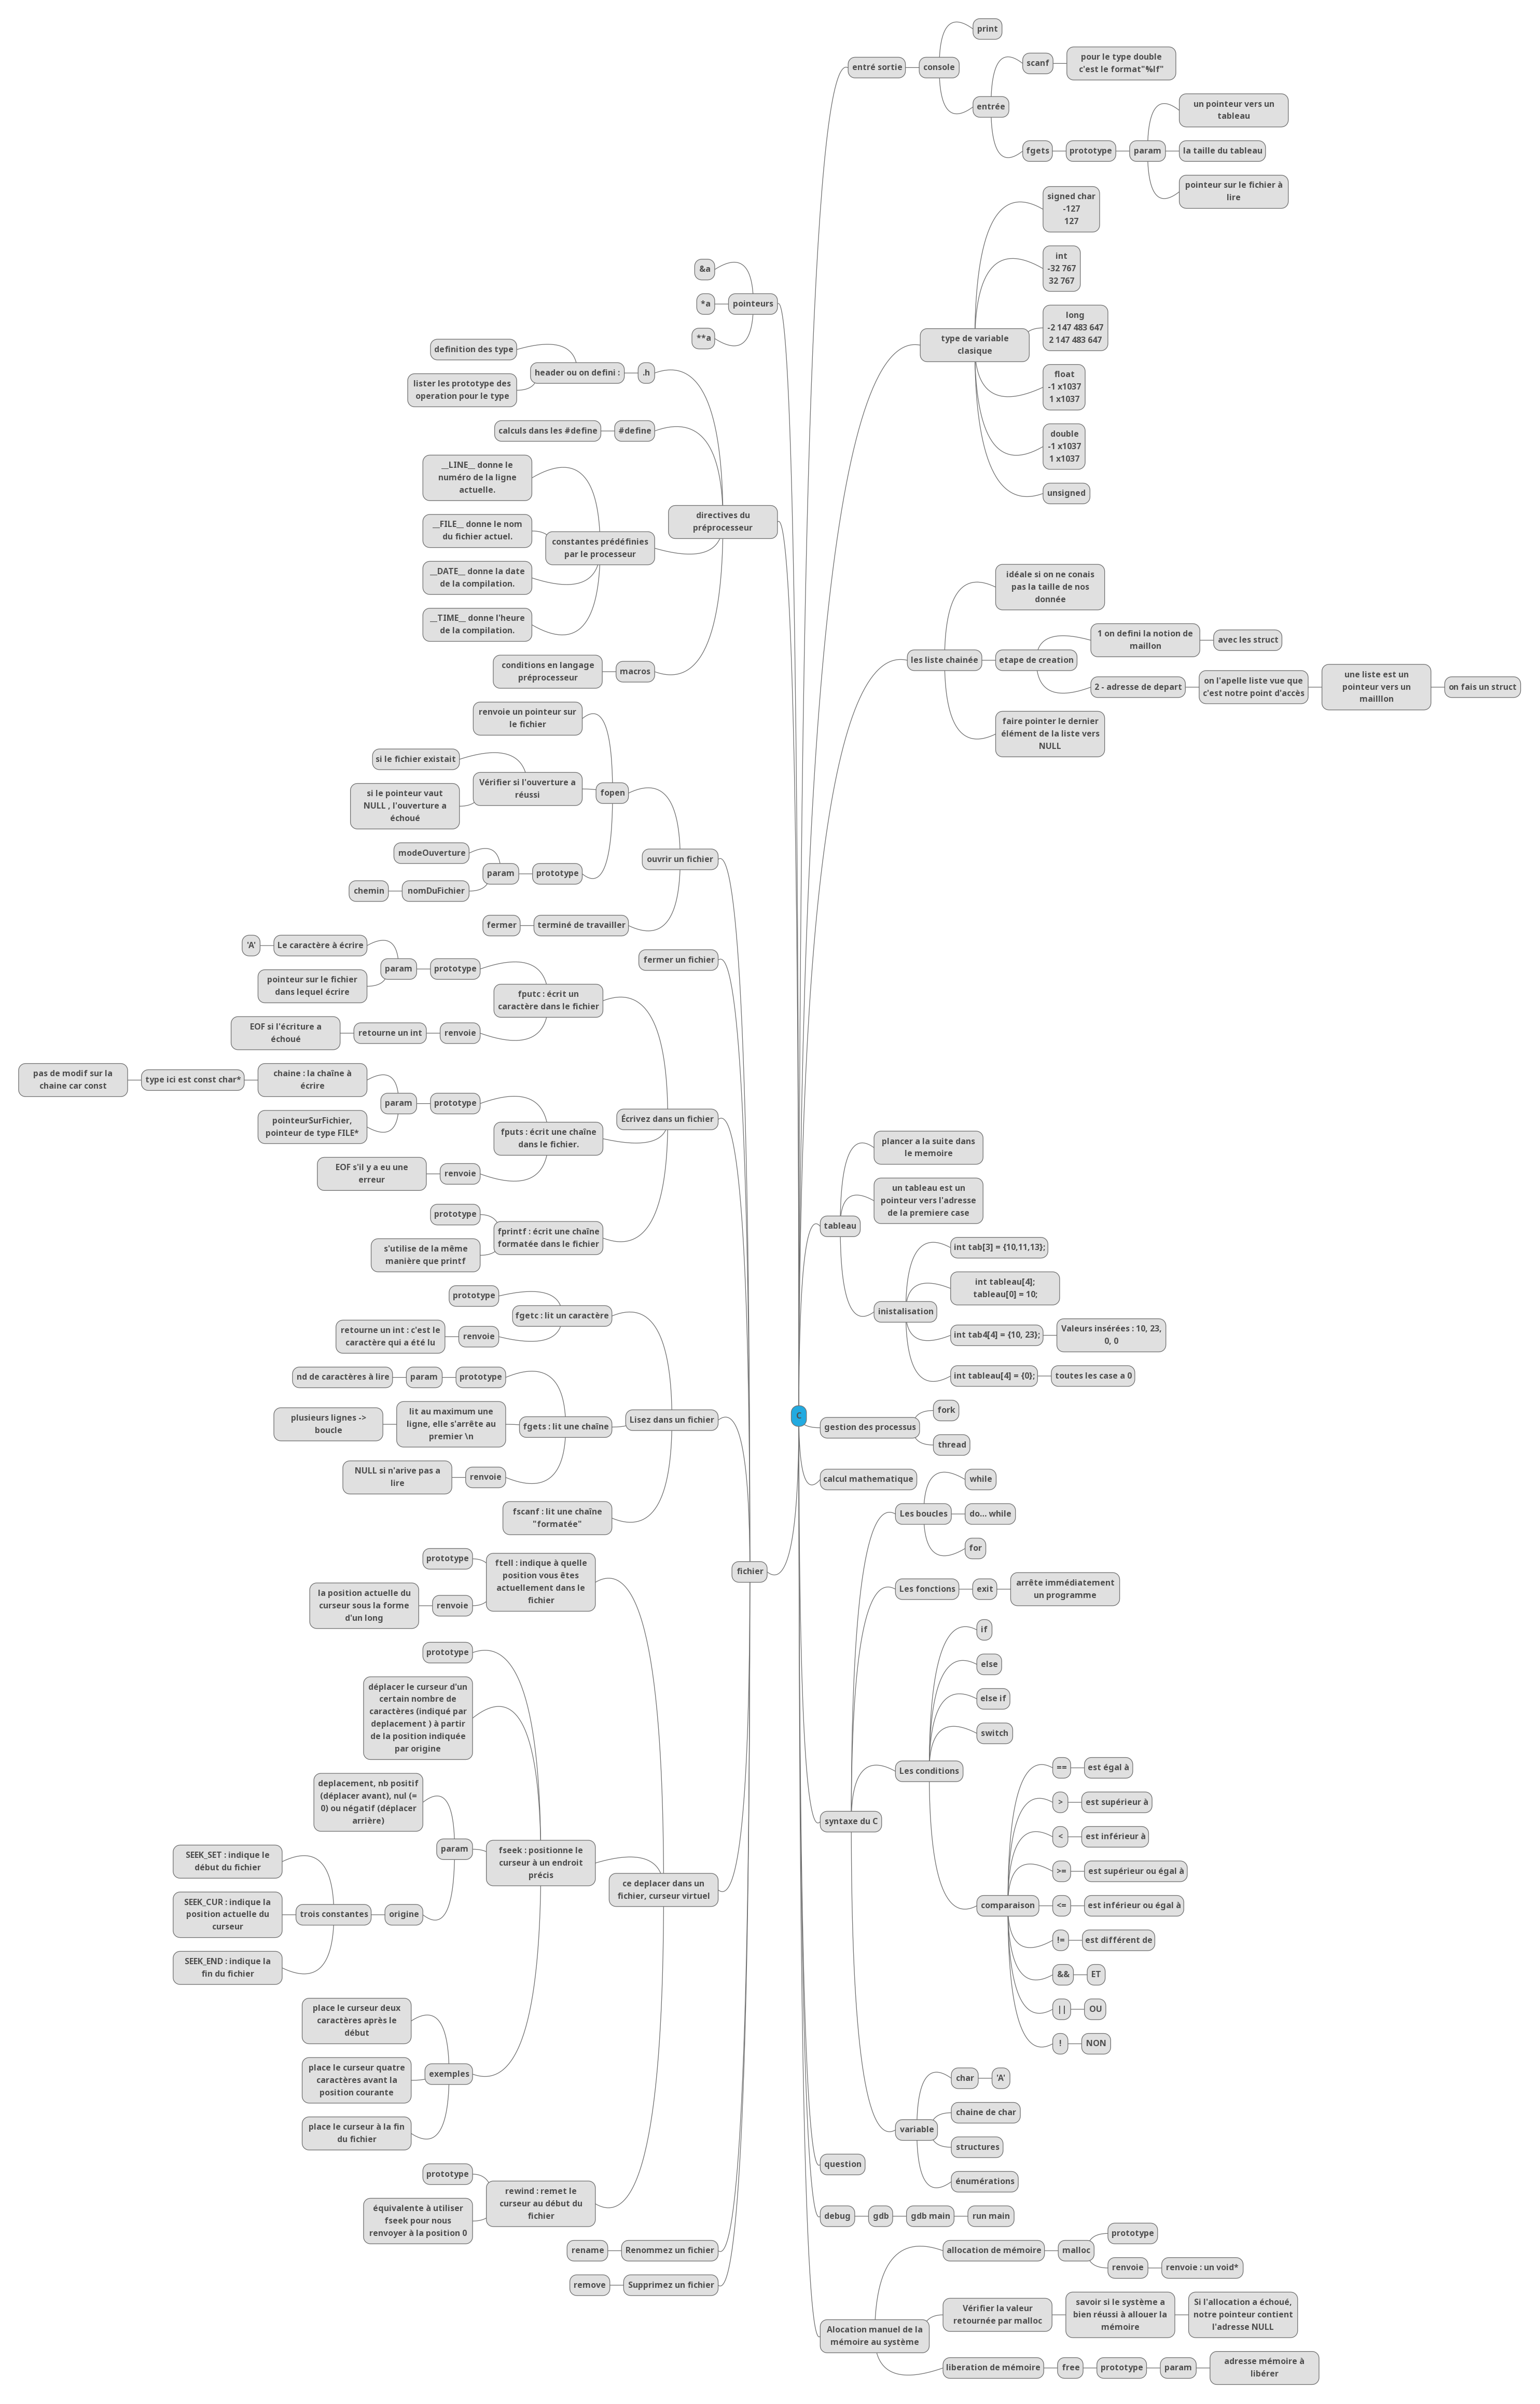 print
entré sortie
console
scanf
pour le type double
c'est le format"%lf"
entrée
un pointeur vers un
tableau
fgets
prototype
param
la taille du tableau
pointeur sur le fichier à
lire
type de variable
clasique
signed char
-127
127
int
-32 767
32 767
long
-2 147 483 647
2 147 483 647
float
-1 x1037
1 x1037
double
-1 x1037
1 x1037
unsigned
les liste chainée
idéale si on ne conais
pas la taille de nos
donnée
etape de creation
1 on defini la notion de
maillon
avec les struct
2 - adresse de depart
on l'apelle liste vue que
c'est notre point d'accès
une liste est un
pointeur vers un
mailllon
on fais un struct
faire pointer le dernier
élément de la liste vers
NULL
tableau
plancer a la suite dans
le memoire
un tableau est un
pointeur vers l'adresse
de la premiere case
inistalisation
int tab[3] = {10,11,13};
int tableau[4];
tableau[0] = 10;
int tab4[4] = {10, 23};
Valeurs insérées : 10, 23,
0, 0
int tableau[4] = {0};
toutes les case a 0
C
gestion des processus
fork
thread
calcul mathematique
syntaxe du C
Les boucles
while
do... while
for
Les fonctions
exit
arrête immédiatement
un programme
Les conditions
if
else
else if
switch
comparaison
==
est égal à
>
est supérieur à
<
est inférieur à
>=
est supérieur ou égal à
<=
est inférieur ou égal à
!=
est différent de
&&
ET
||
OU
!
NON
variable
char
'A'
chaine de char
structures
énumérations
question
debug
gdb
gdb main
run main
Alocation manuel de la
mémoire au système
allocation de mémoire
malloc
prototype
renvoie
renvoie : un void*
Vérifier la valeur
retournée par malloc
savoir si le système a
bien réussi à allouer la
mémoire
Si l'allocation a échoué,
notre pointeur contient
l'adresse NULL
liberation de mémoire
free
prototype
param
adresse mémoire à
libérer
pointeurs
&a
*a
**a
directives du
préprocesseur
.h
header ou on defini :
definition des type
lister les prototype des
operation pour le type
#define
calculs dans les #define
constantes prédéfinies
par le processeur
__LINE__ donne le
numéro de la ligne
actuelle.
__FILE__ donne le nom
du fichier actuel.
__DATE__ donne la date
de la compilation.
__TIME__ donne l'heure
de la compilation.
macros
conditions en langage
préprocesseur
fichier
ouvrir un fichier
fopen
renvoie un pointeur sur
le fichier
Vérifier si l'ouverture a
réussi
si le fichier existait
si le pointeur vaut
NULL , l'ouverture a
échoué
prototype
param
modeOuverture
nomDuFichier
chemin
terminé de travailler
fermer
fermer un fichier
Écrivez dans un fichier
fputc : écrit un
caractère dans le fichier
prototype
param
Le caractère à écrire
'A'
pointeur sur le fichier
dans lequel écrire
renvoie
retourne un int
EOF si l'écriture a
échoué
fputs : écrit une chaîne
dans le fichier.
prototype
param
chaine : la chaîne à
écrire
type ici est const char*
pas de modif sur la
chaine car const
pointeurSurFichier,
pointeur de type FILE*
renvoie
EOF s'il y a eu une
erreur
fprintf : écrit une chaîne
formatée dans le fichier
prototype
s'utilise de la même
manière que printf
Lisez dans un fichier
fgetc : lit un caractère
prototype
renvoie
retourne un int : c'est le
caractère qui a été lu
fgets : lit une chaîne
prototype
param
nd de caractères à lire
lit au maximum une
ligne, elle s'arrête au
premier \n
plusieurs lignes ->
boucle
renvoie
NULL si n'arive pas a
lire
fscanf : lit une chaîne
"formatée"
ce deplacer dans un
fichier, curseur virtuel
ftell : indique à quelle
position vous êtes
actuellement dans le
fichier
prototype
renvoie
la position actuelle du
curseur sous la forme
d'un long
fseek : positionne le
curseur à un endroit
précis
prototype
déplacer le curseur d'un
certain nombre de
caractères (indiqué par
deplacement ) à partir
de la position indiquée
par origine
param
deplacement, nb positif
(déplacer avant), nul (=
0) ou négatif (déplacer
arrière)
origine
trois constantes
SEEK_SET : indique le
début du fichier
SEEK_CUR : indique la
position actuelle du
curseur
SEEK_END : indique la
fin du fichier
exemples
place le curseur deux
caractères après le
début
place le curseur quatre
caractères avant la
position courante
place le curseur à la fin
du fichier
rewind : remet le
curseur au début du
fichier
prototype
équivalente à utiliser
fseek pour nous
renvoyer à la position 0
Renommez un fichier
rename
Supprimez un fichier
remove